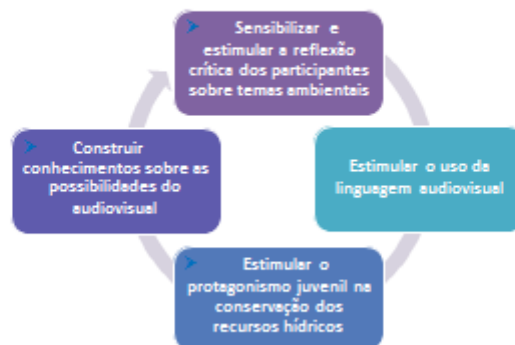 Sensibilizar e
estimular a reflexão
crítica dos participantes
sobre temas ambientais
Estimular o uso da
linguagem audiovisual
Estimular o
protagonismo juvenil na
conservação dos
recursos hídricos
Construir
conhecimentos sobre as
possibilidades do
audiovisual